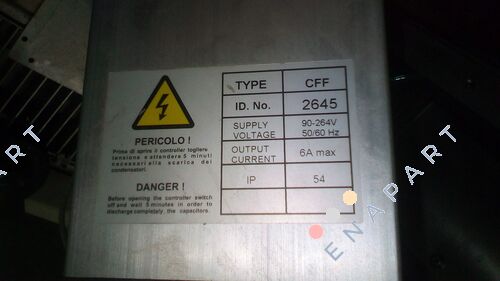 TYPE CFF
ID. No. 2645
SUPPLY VOLTAGE 90-264V 50/60 Hz
OUTPUT CURRENT 6A max
IP 54
PERICOLO !
Prima di aprire il controller togliere
tensione e attendere 5 minuti
necessari alla scarica dei
condensatori.
DANGER !
Before opening the controller switch
off and wait 5 minutes in order to
discharge completely the capacitors.
ENAPART
ENAPART
ENAPART